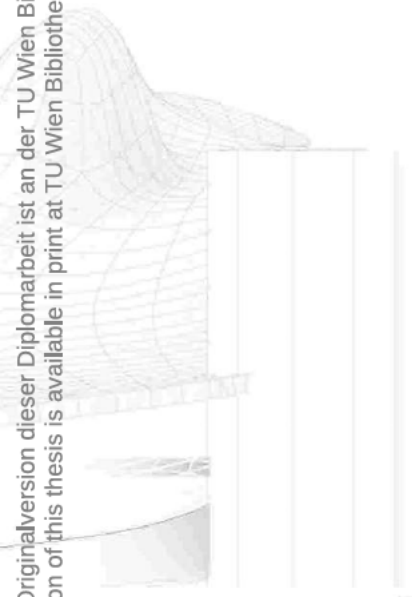 Originalversion dieser Diplomarbeit ist an der TU Wien Bi
on of this thesis is available in print at TU Wien Bibliothe